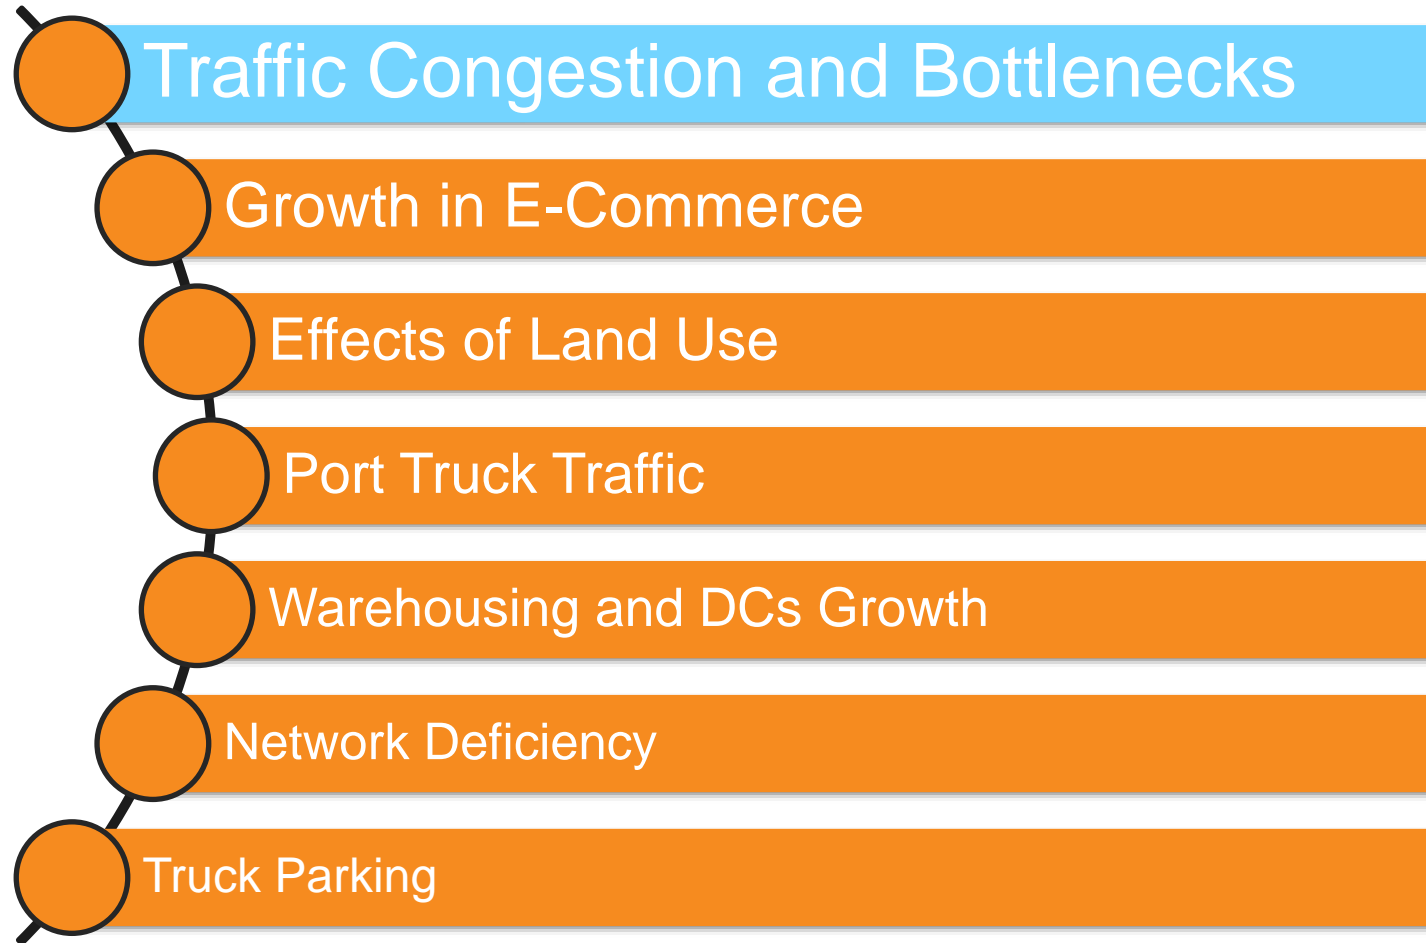 Traffic Congestion and Bottlenecks
Growth in E-Commerce
Effects of Land Use
Port Truck Traffic
Warehousing and DCs Growth
Network Deficiency
Truck Parking